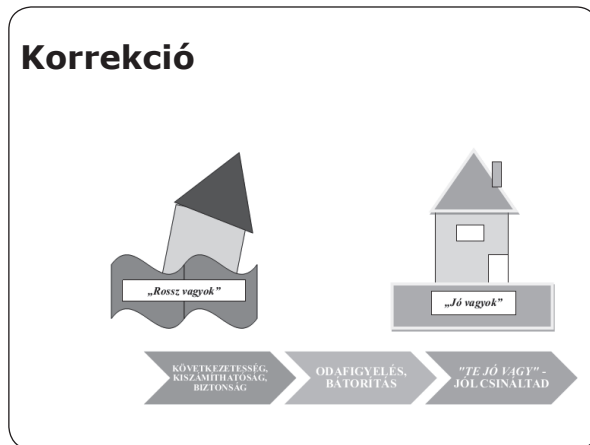 Korrekció
„Rossz vagyok”
„Jó vagyok”
KÖVETKEZETESSÉG,
KISZÁMÍTHATÓSÁG,
BIZTONSÁG
ODAFIGYELÉS,
BÁTORÍTÁS
"TE JÓ VAGY" -
JÓL CSINÁLTAD